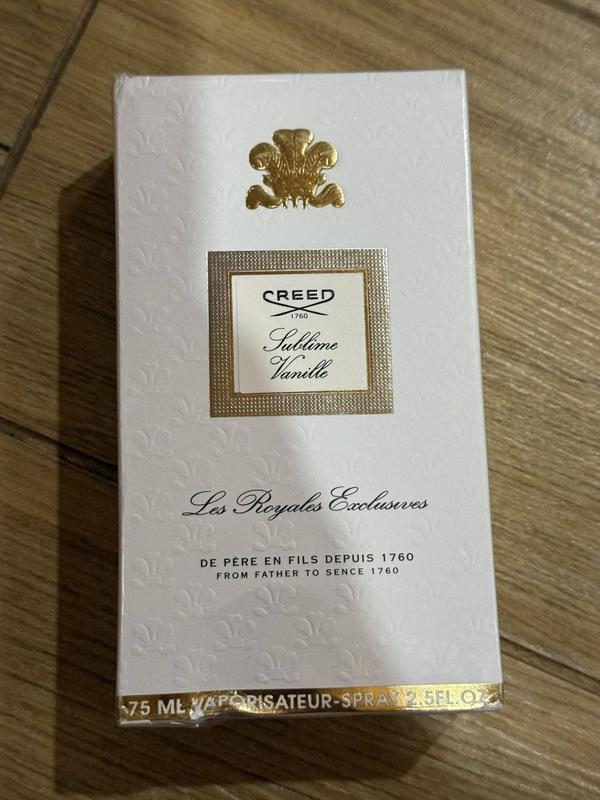 CREED
1760
Sublime
Vanille
Les Royales Exclusives
DE PÈRE EN FILS DEPUIS 1760
FROM FATHER TO SENCE 1760
75 ML VAPORISATEUR-SPRAY 2.5FL.OZ